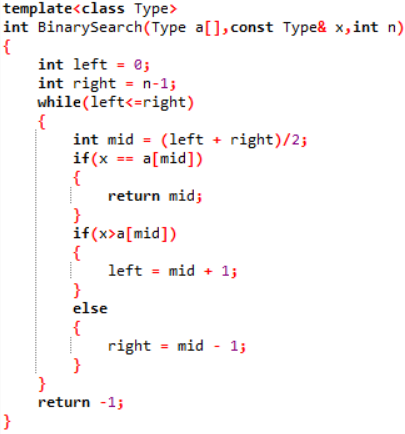 template<class Type>
int BinarySearch(Type a[],const Type& x,int n)
{
    int left = 0;
    int right = n-1;
    while(left<=right)
    {
        int mid = (left + right)/2;
        if(x == a[mid])
        {
            return mid;
        }
        if(x>a[mid])
        {
            left = mid + 1;
        }
        else
        {
            right = mid - 1;
        }
    }
    return -1;
}